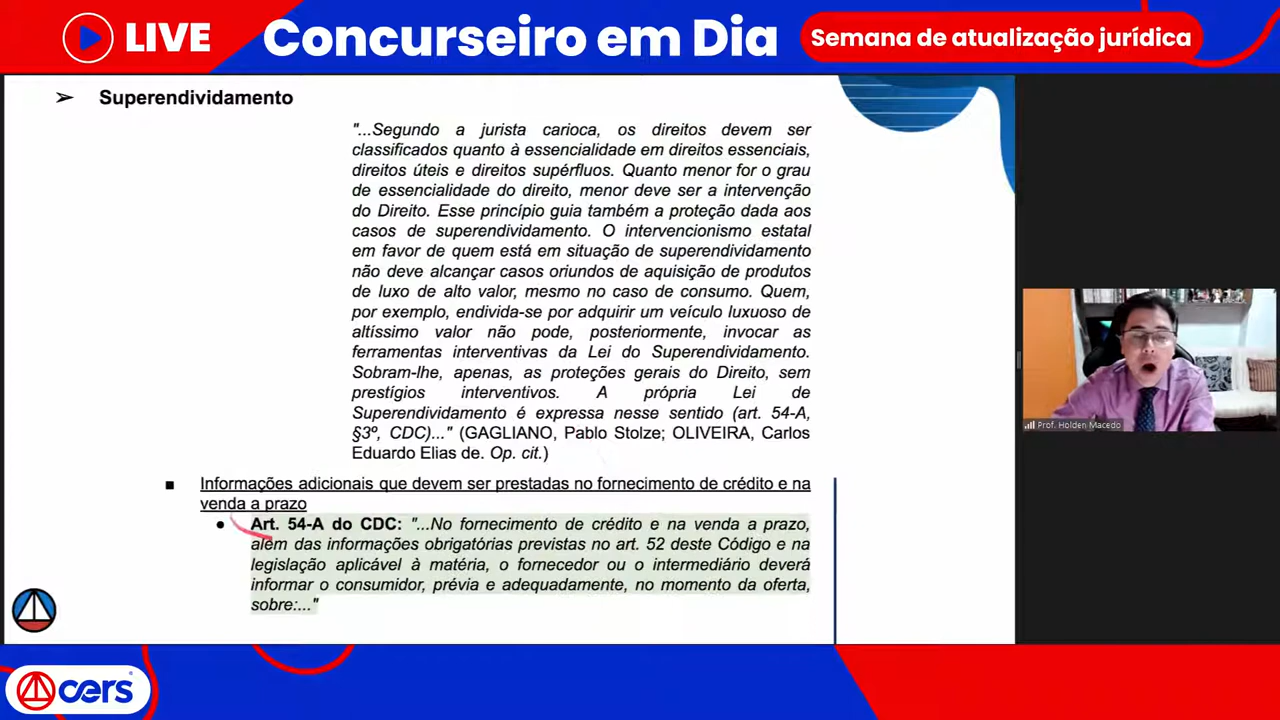 LIVE
Concurseiro em Dia
Semana de atualização jurídica
➢ Superendividamento
"...Segundo a jurista carioca, os direitos devem ser
classificados quanto à essencialidade em direitos essenciais,
direitos úteis e direitos supérfluos. Quanto menor for o grau
de essencialidade do direito, menor deve ser a intervenção
do Direito. Esse princípio guia também a proteção dada aos
casos de superendividamento. O intervencionismo estatal
em favor de quem está em situação de superendividamento
não deve alcançar casos oriundos de aquisição de produtos
de luxo de alto valor, mesmo no caso de consumo. Quem,
por exemplo, endivida-se por adquirir um veículo luxuoso de
altíssimo valor não pode, posteriormente, invocar as
ferramentas interventivas da Lei do Superendividamento.
Sobram-lhe, apenas, as proteções gerais do Direito, sem
prestígios interventivos. A própria Lei de
Superendividamento é expressa nesse sentido (art. 54-A,
§3º, CDC)..." (GAGLIANO, Pablo Stolze; OLIVEIRA, Carlos
Eduardo Elias de. Op. cit.)
■ Informações adicionais que devem ser prestadas no fornecimento de crédito e na
venda a prazo
● Art. 54-A do CDC: "...No fornecimento de crédito e na venda a prazo,
além das informações obrigatórias previstas no art. 52 deste Código e na
legislação aplicável à matéria, o fornecedor ou o intermediário deverá
informar o consumidor, prévia e adequadamente, no momento da oferta,
sobre:..."
Prof. Holden Macedo
cers